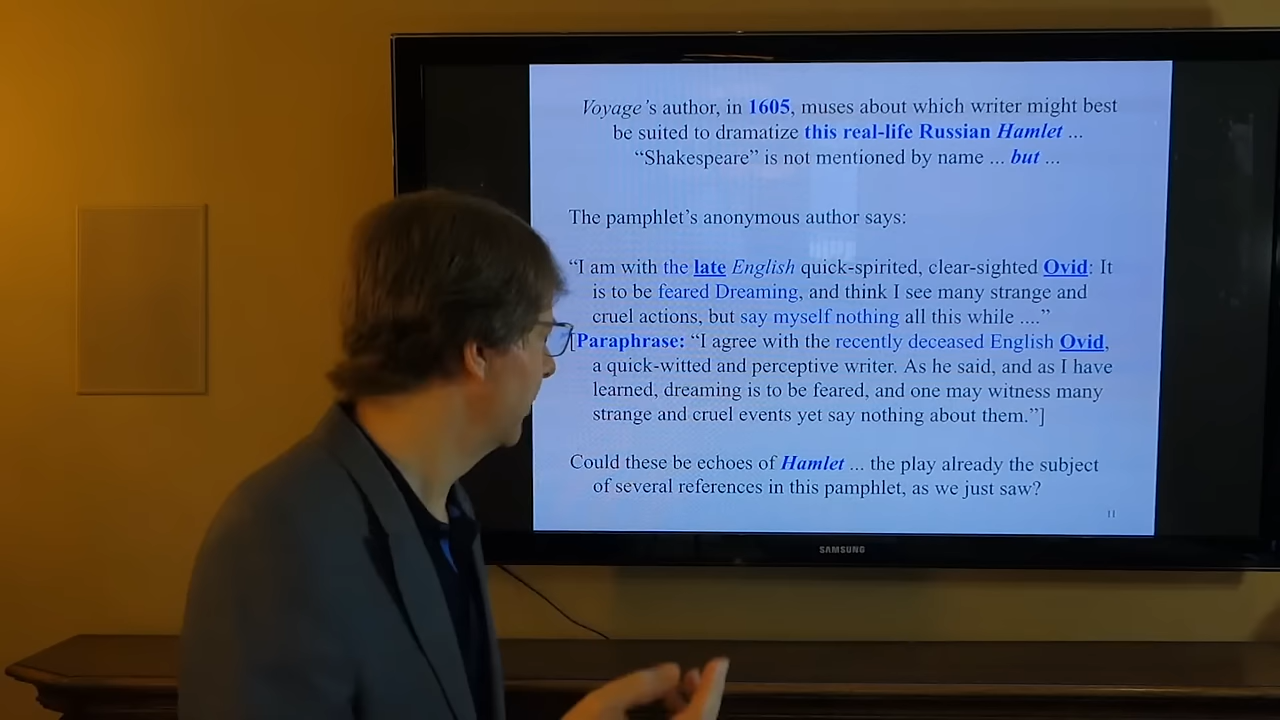 Voyage’s author, in 1605, muses about which writer might best
be suited to dramatize this real-life Russian Hamlet ...
“Shakespeare” is not mentioned by name ... but ...
The pamphlet’s anonymous author says:
“I am with the late English quick-spirited, clear-sighted Ovid: It
is to be feared Dreaming, and think I see many strange and
cruel actions, but say myself nothing all this while ....”
[Paraphrase: “I agree with the recently deceased English Ovid,
a quick-witted and perceptive writer. As he said, and as I have
learned, dreaming is to be feared, and one may witness many
strange and cruel events yet say nothing about them.”]
Could these be echoes of Hamlet ... the play already the subject
of several references in this pamphlet, as we just saw?
11
SAMSUNG